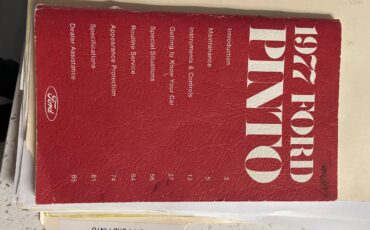 1977 FORD
PINTO
Introduction 3
Maintenance 5
Instruments & Controls 13
Getting to Know Your Car 37
Special Situations 56
Routine Service 64
Appearance Protection 74
Specifications 81
Dealer Assistance 85
Ford